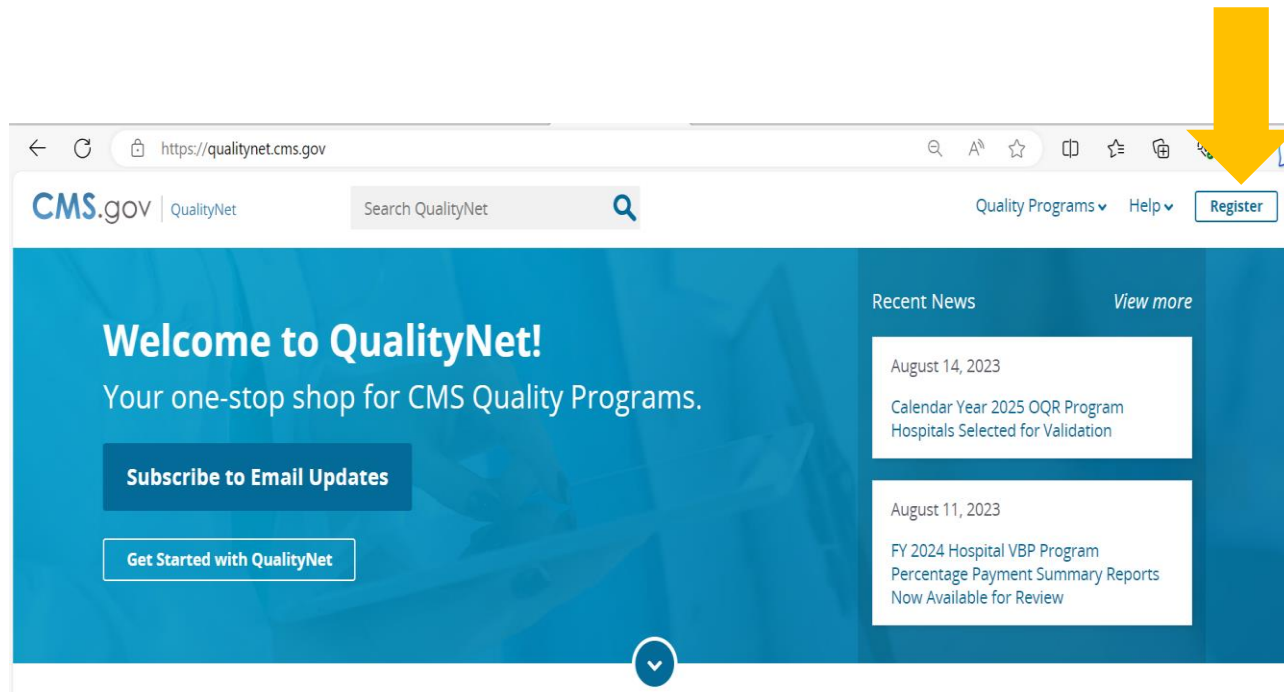 https://qualitynet.cms.gov
CMS.gov QualityNet
Search QualityNet
Quality Programs
Help
Register
Welcome to QualityNet!
Your one-stop shop for CMS Quality Programs.
Subscribe to Email Updates
Get Started with QualityNet
Recent News
View more
August 14, 2023
Calendar Year 2025 OQR Program
Hospitals Selected for Validation
August 11, 2023
FY 2024 Hospital VBP Program
Percentage Payment Summary Reports
Now Available for Review